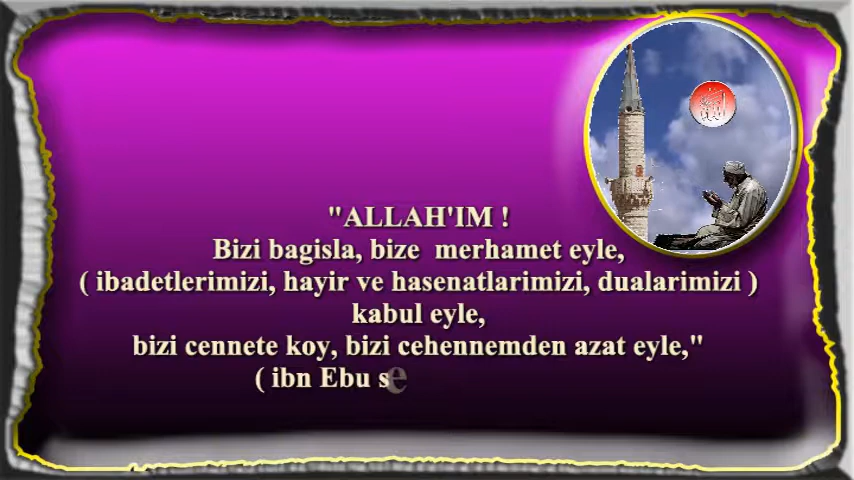 "ALLAH'IM !
Bizi bagisla, bize merhamet eyle,
( ibadetlerimizi, hayir ve hasenatlarimizi, dualarimizi )
kabul eyle,
bizi cennete koy, bizi cehennemden azat eyle,"
( ibn Ebu se